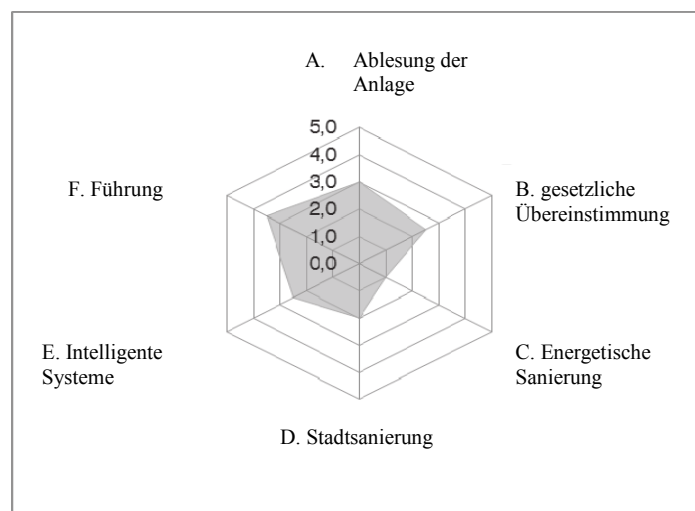 A. Ablesung der
Anlage
5,0
4,0
3,0
2,0
1,0
0,0
F. Führung
B. gesetzliche
Übereinstimmung
E. Intelligente
Systeme
C. Energetische
Sanierung
D. Stadtsanierung